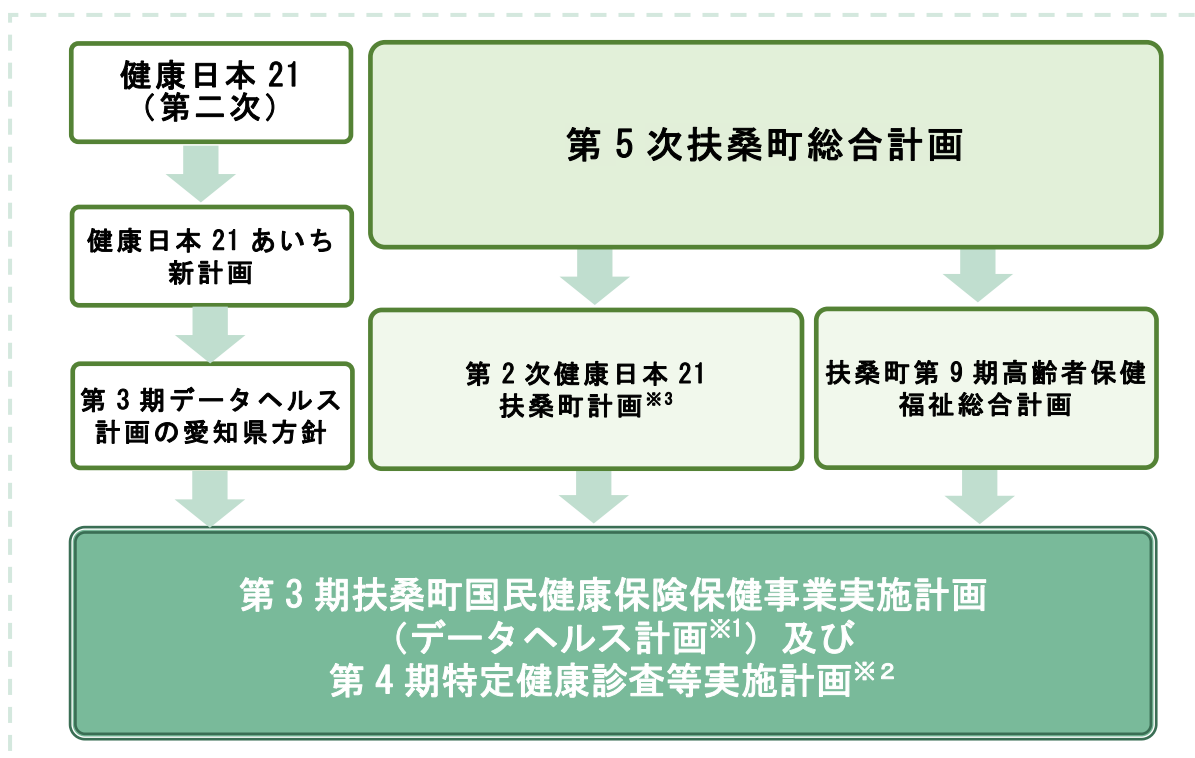 健康日本 21
（第二次）
第５次扶桑町総合計画
健康日本 21 あいち
新計画
第３期データヘルス
計画の愛知県方針
第２次健康日本 21
扶桑町計画※3
扶桑町第９期高齢者保健
福祉総合計画
第３期扶桑町国民健康保険保健事業実施計画
（データヘルス計画※1）及び
第４期特定健康診査等実施計画※２